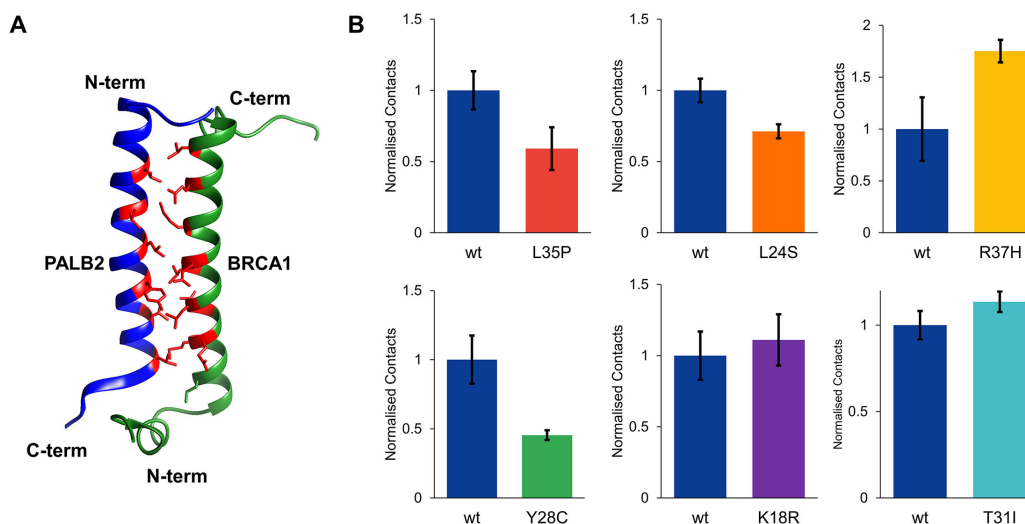 A
N-term
C-term
PALB2
BRCA1
C-term
N-term
B
Normalised Contacts
1.5
1
0.5
0
wt
L35P
Normalised Contacts
1.5
1
0.5
0
wt
L24S
Normalised Contacts
2
1.5
1
0.5
0
wt
R37H
Normalised Contacts
1.5
1
0.5
0
wt
Y28C
Normalised Contacts
1.5
1
0.5
0
wt
K18R
Normalised Contacts
1
0.5
0
wt
T31I